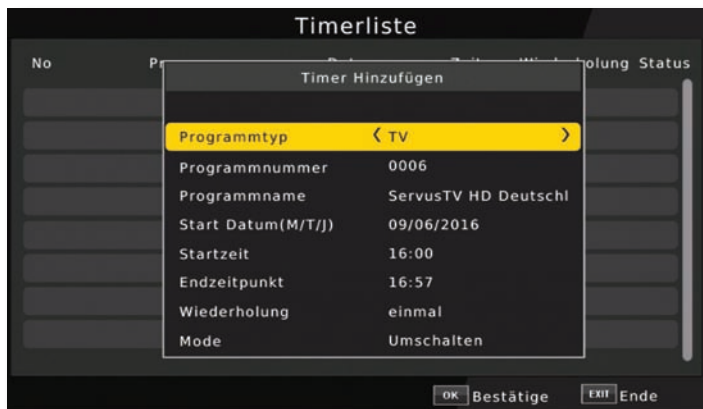 Timerliste
No Status
Timer Hinzufügen
Programmtyp TV
Programmnummer 0006
Programmname ServusTV HD Deutschl
Start Datum(M/T/J) 09/06/2016
Startzeit 16:00
Endzeitpunkt 16:57
Wiederholung einmal
Mode Umschalten
OK Bestätige EXIT Ende